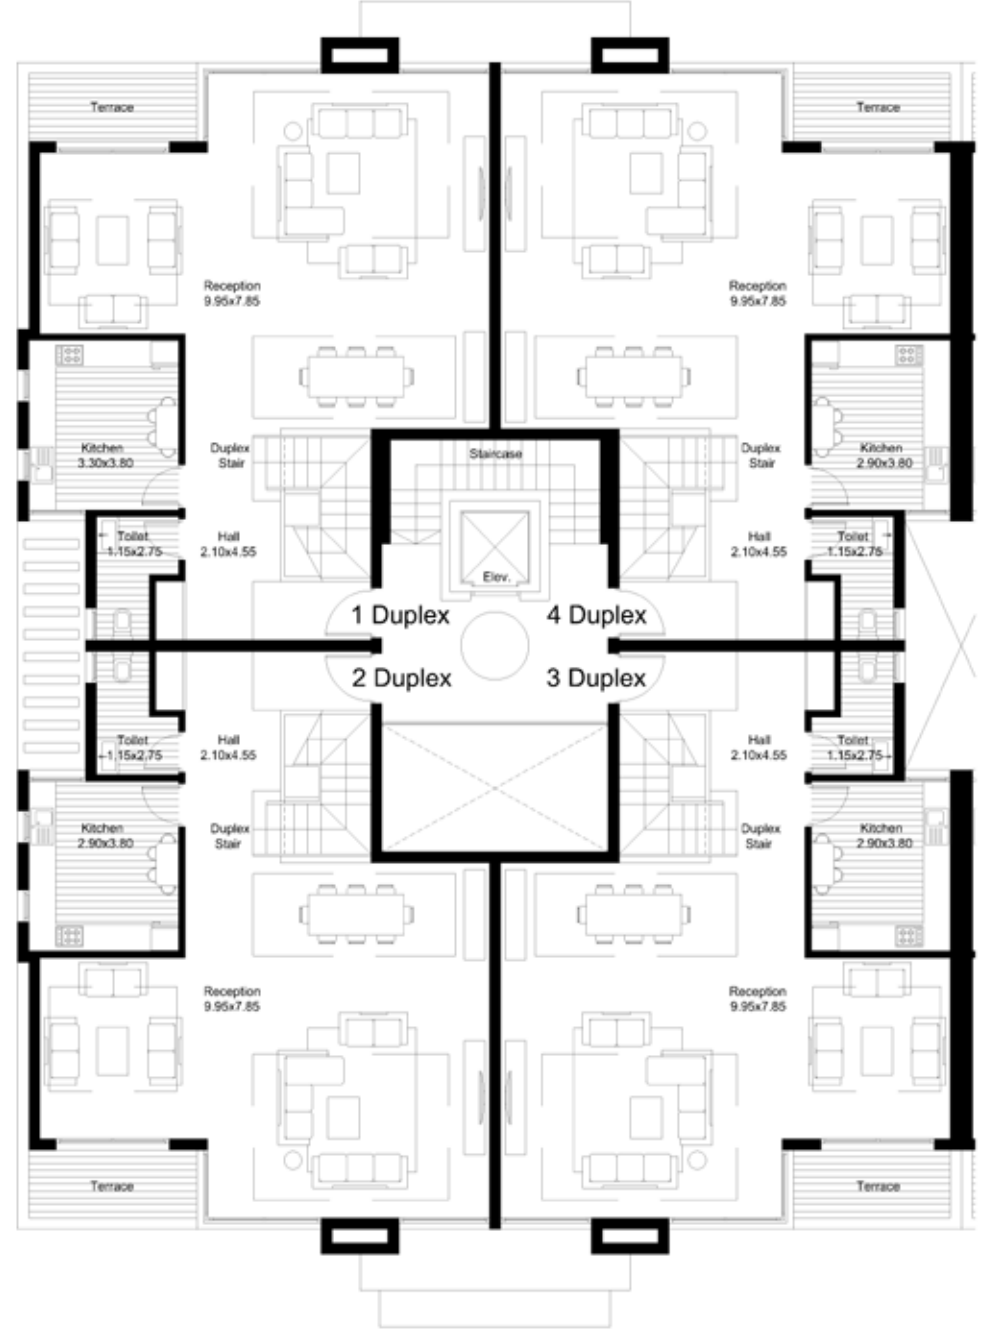 Terrace
Terrace
Reception
9.95x7.85
Reception
9.95x7.85
Kitchen
3.30x3.80
Duplex
Stair
Staircase
Duplex
Stair
Kitchen
2.90x3.80
Toilet
1.15x2.75
Hall
2.10x4.55
Elev.
Hall
2.10x4.55
Toilet
1.15x2.75
1 Duplex
4 Duplex
2 Duplex
3 Duplex
Toilet
1.15x2.75
Hall
2.10x4.55
Hall
2.10x4.55
Toilet
1.15x2.75
Kitchen
2.90x3.80
Duplex
Stair
Duplex
Stair
Kitchen
2.90x3.80
Reception
9.95x7.85
Reception
9.95x7.85
Terrace
Terrace